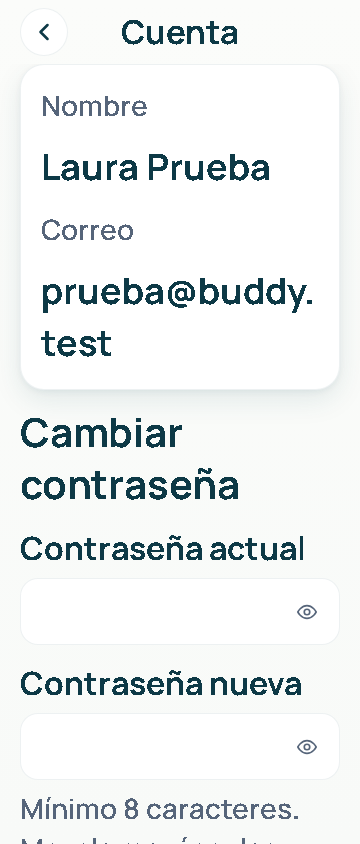 Cuenta
Nombre
Laura Prueba
Correo
prueba@buddy.
test
Cambiar
contraseña
Contraseña actual
Contraseña nueva
Mínimo 8 caracteres.